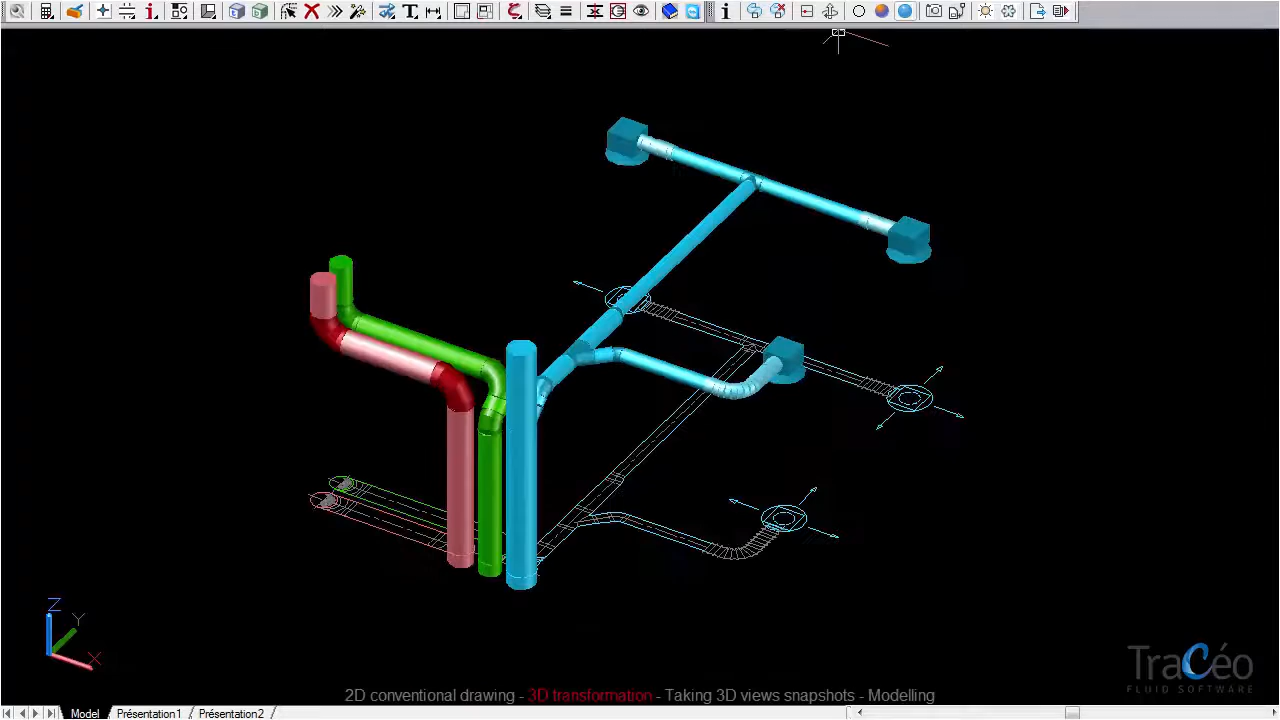 Z
Y
X
TraCéo
FLUID SOFTWARE
2D conventional drawing - 3D transformation - Taking 3D views snapshots - Modelling
Model Présentation1 Présentation2